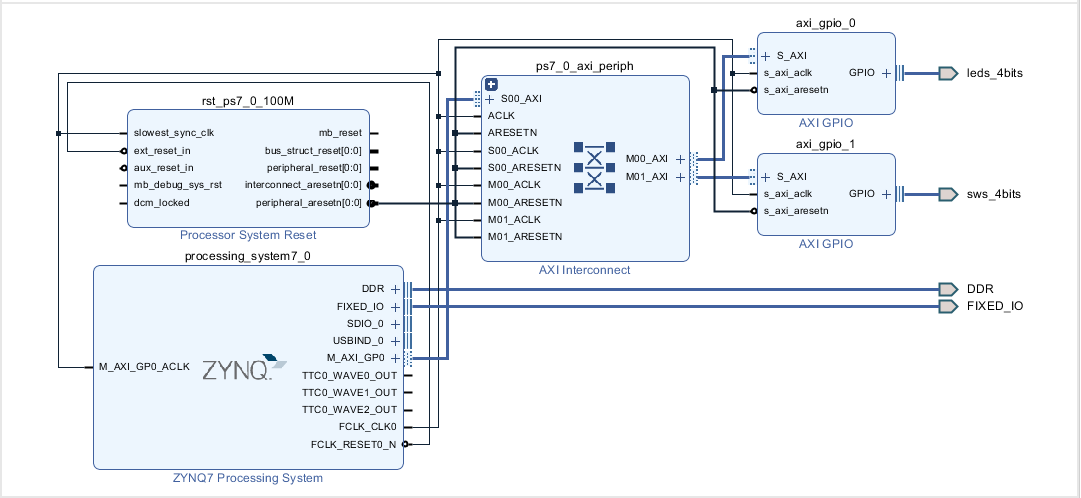 axi_gpio_0
S_AXI
s_axi_aclk
s_axi_aresetn
GPIO
AXI GPIO
leds_4bits
ps7_0_axi_periph
S00_AXI
ACLK
ARESETN
S00_ACLK
S00_ARESETN
M00_ACLK
M00_ARESETN
M01_ACLK
M01_ARESETN
M00_AXI
M01_AXI
AXI Interconnect
rst_ps7_0_100M
slowest_sync_clk
ext_reset_in
aux_reset_in
mb_debug_sys_rst
dcm_locked
mb_reset
bus_struct_reset[0:0]
peripheral_reset[0:0]
interconnect_aresetn[0:0]
peripheral_aresetn[0:0]
Processor System Reset
axi_gpio_1
S_AXI
s_axi_aclk
s_axi_aresetn
GPIO
AXI GPIO
sws_4bits
processing_system7_0
M_AXI_GP0_ACLK
ZYNQ
DDR
FIXED_IO
SDIO_0
USBIND_0
M_AXI_GP0
TTC0_WAVE0_OUT
TTC0_WAVE1_OUT
TTC0_WAVE2_OUT
FCLK_CLK0
FCLK_RESET0_N
ZYNQ7 Processing System
DDR
FIXED_IO